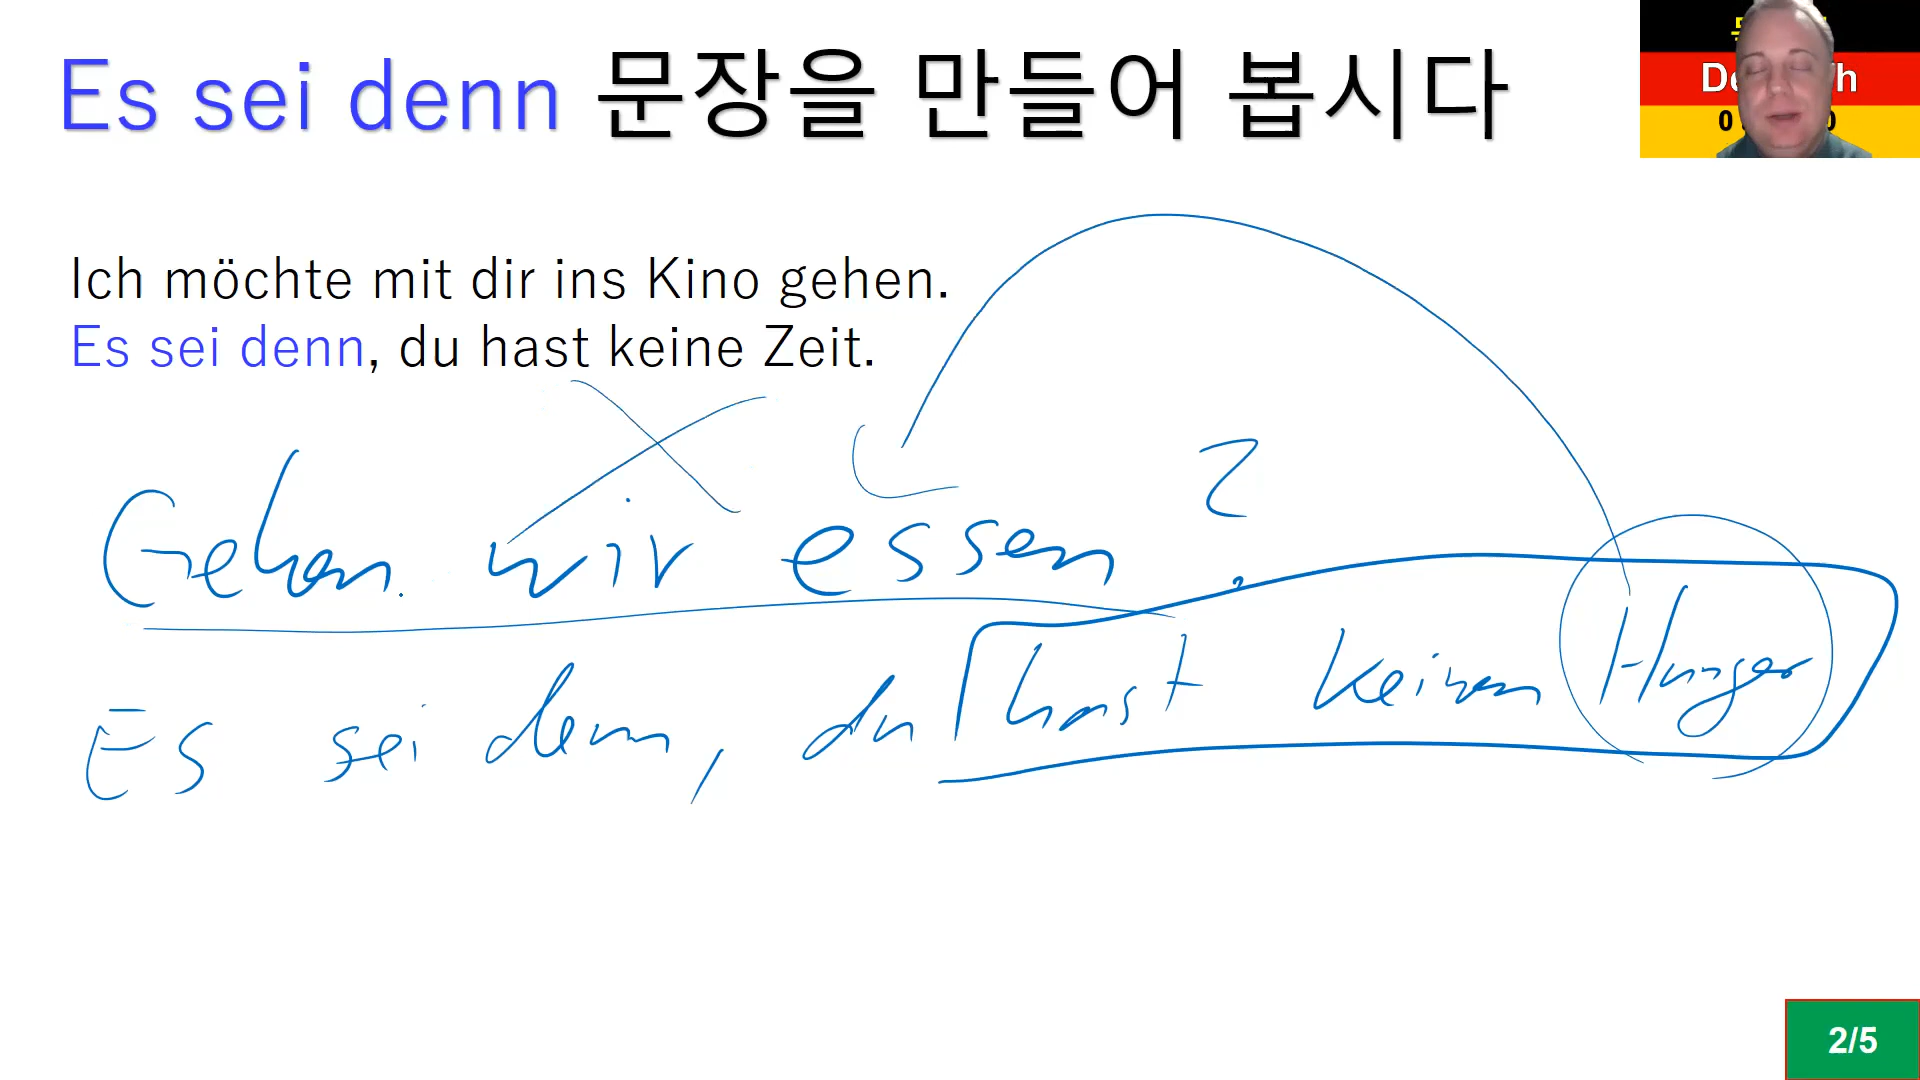 Es sei denn 문장을 만들어 봅시다
Ich möchte mit dir ins Kino gehen.
Es sei denn, du hast keine Zeit.
Gehen wir essen?
Es sei denn, du hast keinen Hunger
2/5